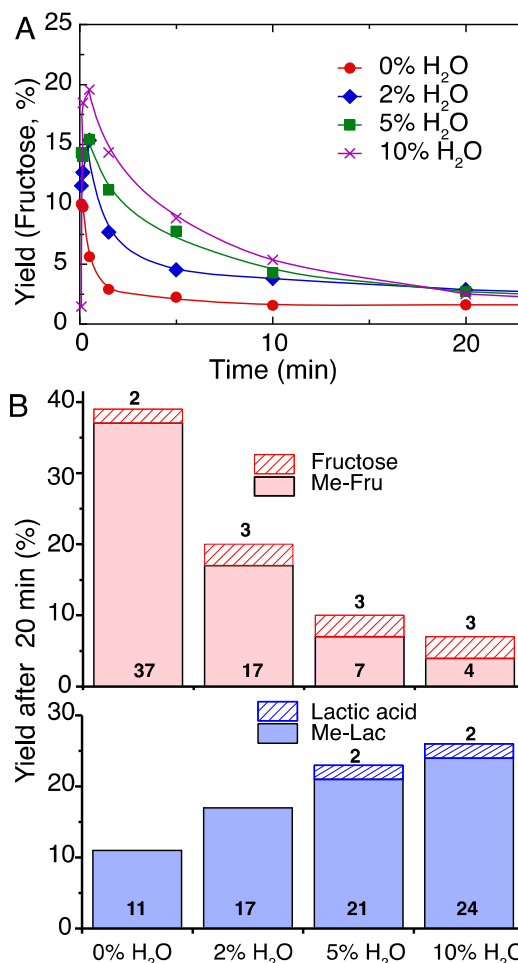 A
25
20
15
10
5
0
Yield (Fructose, %)
0% H₂O
2% H₂O
5% H₂O
10% H₂O
0
10
20
Time (min)
B
40
30
20
10
0
Yield after 20 min (%)
2
3
3
3
Fructose
Me-Fru
37
17
7
4
30
20
10
0
Lactic acid
Me-Lac
2
2
11
17
21
24
0% H₂O
2% H₂O
5% H₂O
10% H₂O